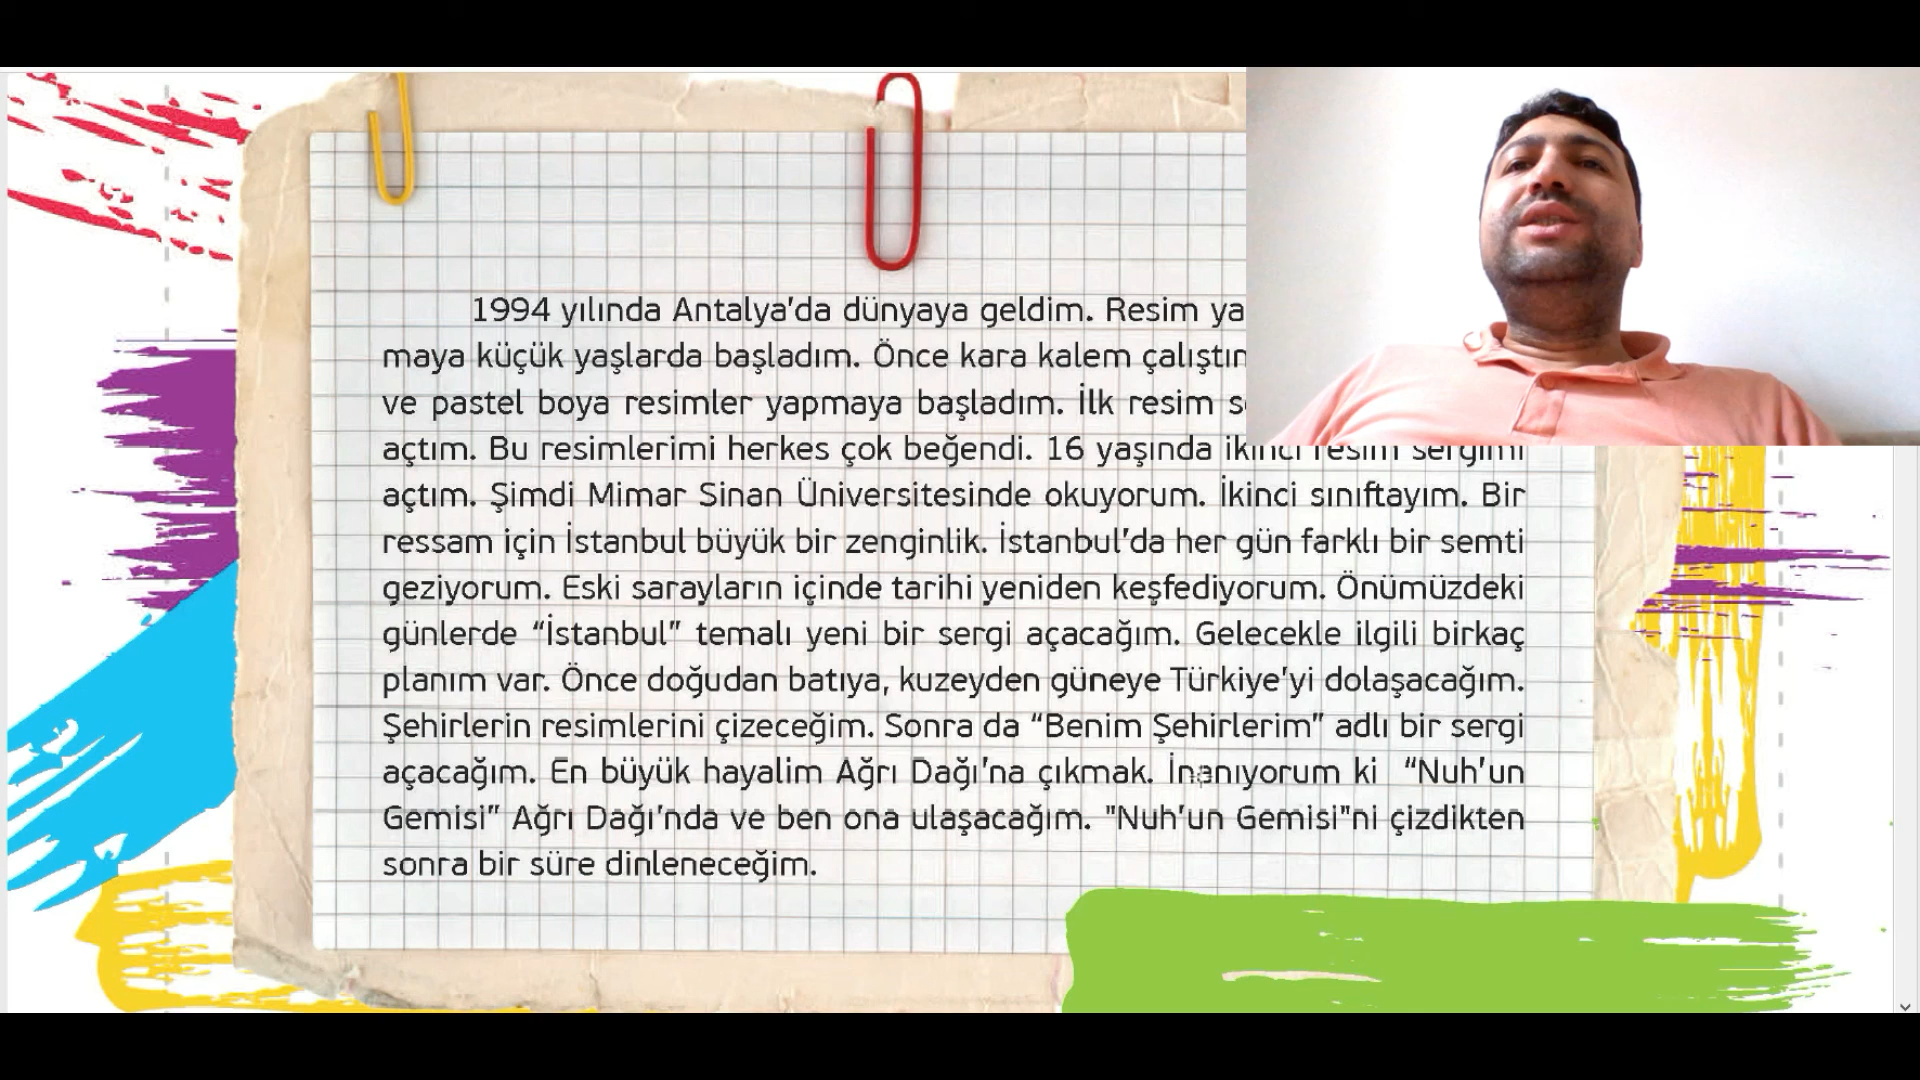 1994 yılında Antalya'da dünyaya geldim. Resim
maya küçük yaşlarda başladım. Önce kara kalem
ve pastel boya resimler yapmaya başladım. İlk resim
açtım. Bu resimlerimi herkes çok beğendi. 16 yaşında ikinci resim sergimi
açtım. Şimdi Mimar Sinan Üniversitesinde okuyorum. İkinci sınıftayım. Bir
ressam için İstanbul büyük bir zenginlik. İstanbul'da her gün farklı bir semti
geziyorum. Eski sarayların içinde tarihi yeniden keşfediyorum. Önümüzdeki
günlerde “İstanbul” temalı yeni bir sergi açacağım. Gelecekle ilgili birkaç
planım var. Önce doğudan batıya, kuzeyden güneye Türkiye'yi dolaşacağım.
Şehirlerin resimlerini çizeceğim. Sonra da “Benim Şehirlerim” adlı bir sergi
açacağım. En büyük hayalim Ağrı Dağı'na çıkmak. İnanıyorum ki “Nuh'un
Gemisi” Ağrı Dağı'nda ve ben ona ulaşacağım. "Nuh'un Gemisi"ni çizdikten
sonra bir süre dinleneceğim.